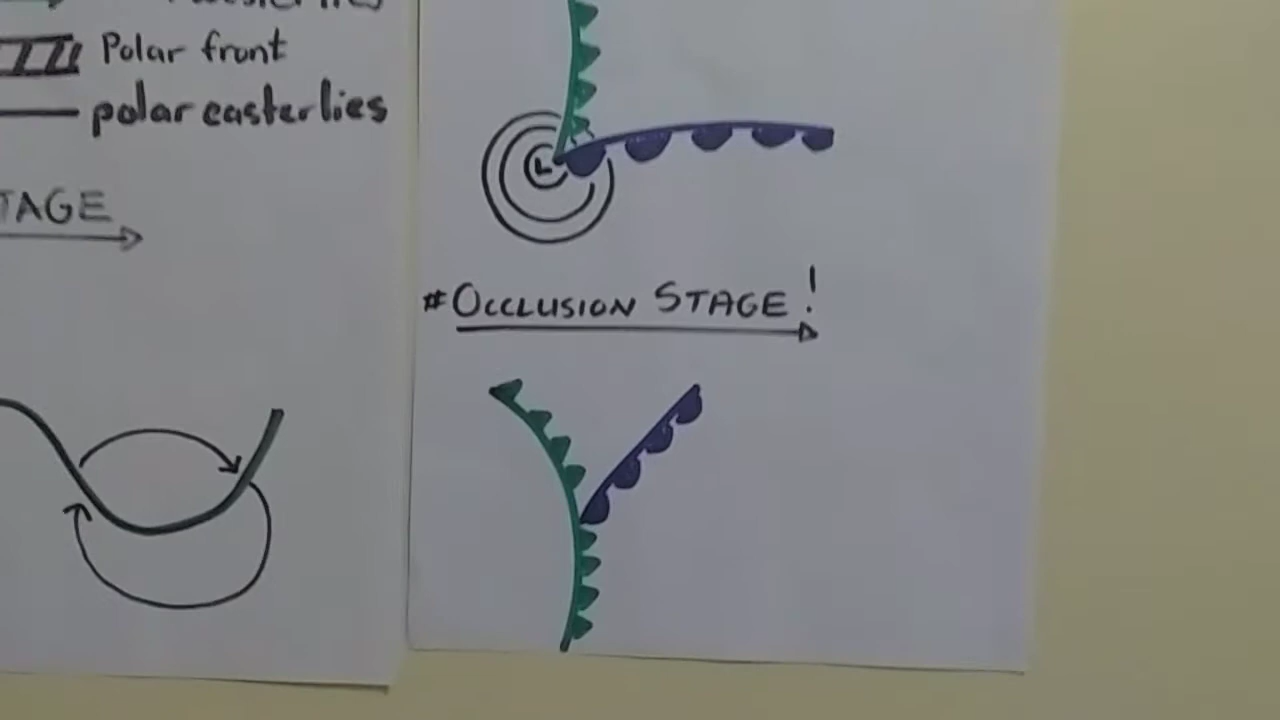 Polar front
polar easterlies
TAGE
L
#OCCLUSION STAGE!